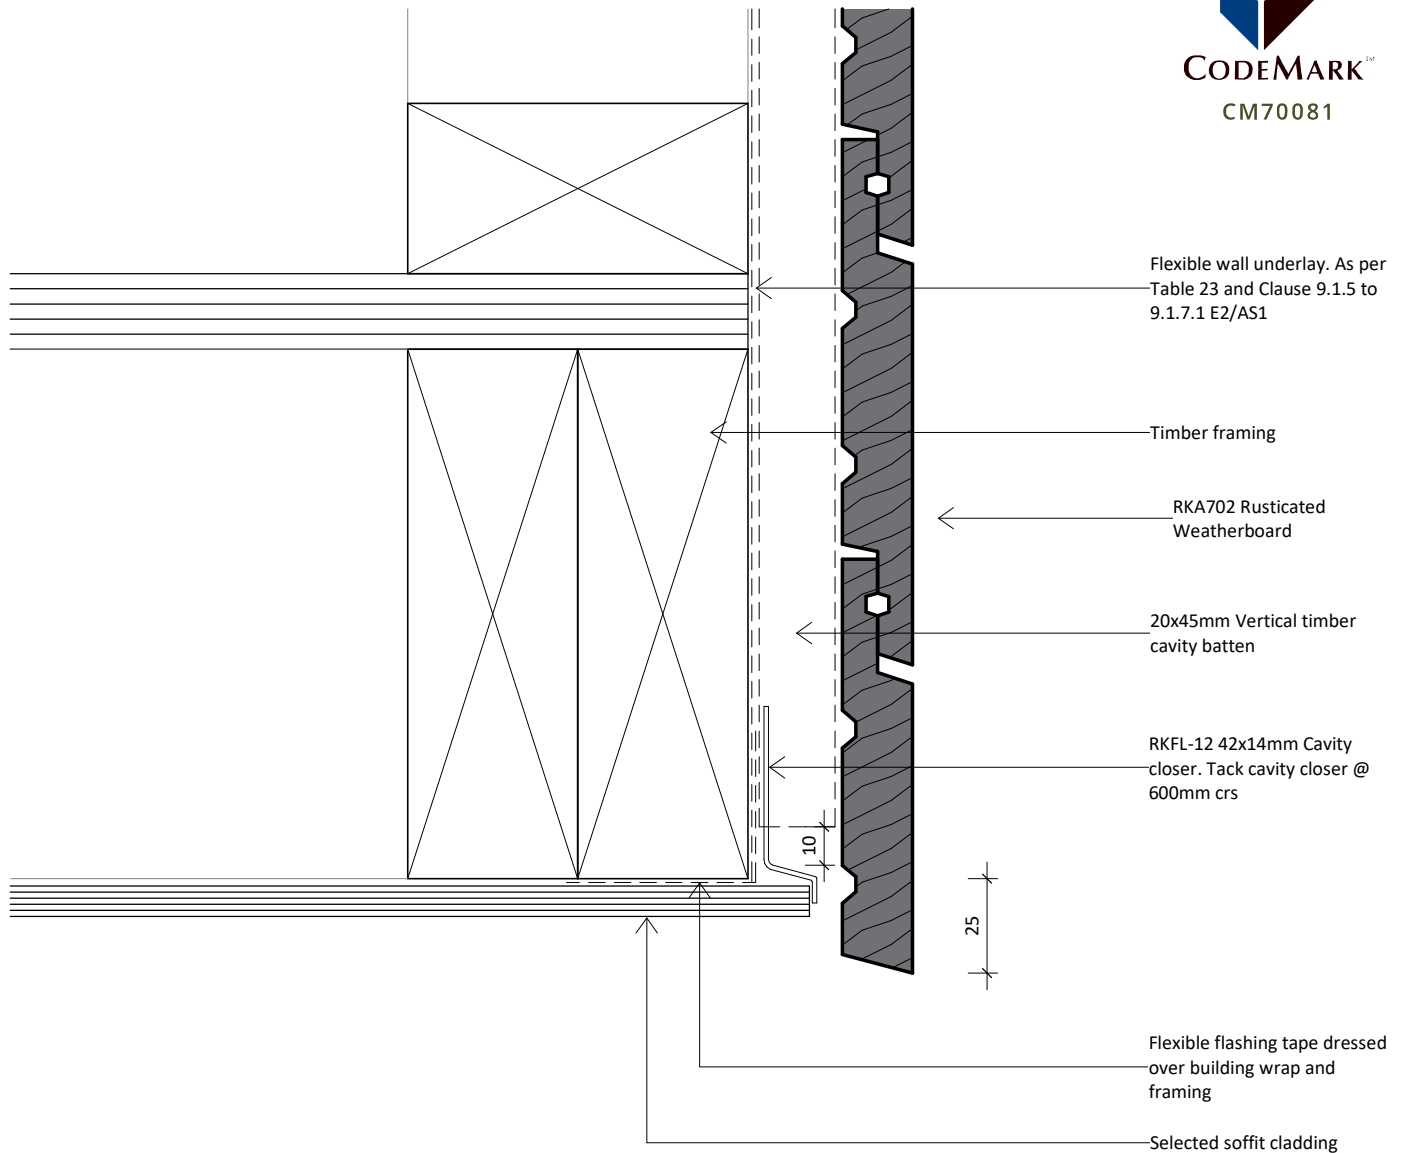 CODEMARK™
CM70081
Flexible wall underlay. As per
Table 23 and Clause 9.1.5 to
9.1.7.1 E2/AS1
Timber framing
RKA702 Rusticated
Weatherboard
20x45mm Vertical timber
cavity batten
RKFL-12 42x14mm Cavity
closer. Tack cavity closer @
600mm crs
10
25
Flexible flashing tape dressed
over building wrap and
framing
Selected soffit cladding